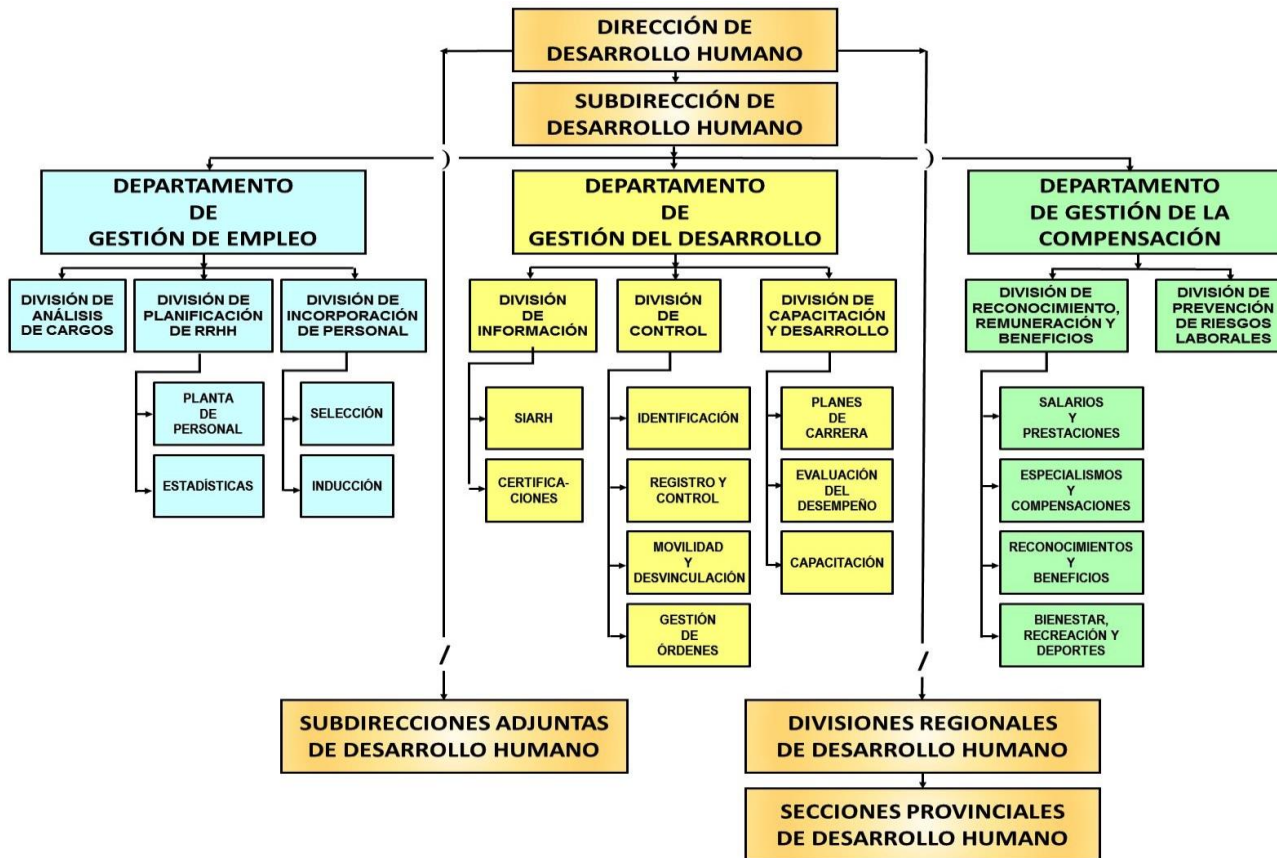 DIRECCIÓN DE
DESARROLLO HUMANO
SUBDIRECCIÓN DE
DESARROLLO HUMANO
DEPARTAMENTO
DE
GESTIÓN DE EMPLEO
DEPARTAMENTO
DE
GESTIÓN DEL DESARROLLO
DEPARTAMENTO
DE GESTIÓN DE LA
COMPENSACIÓN
DIVISIÓN DE
ANÁLISIS
DE CARGOS
DIVISIÓN DE
PLANIFICACIÓN
DE RRHH
DIVISIÓN DE
INCORPORACIÓN
DE PERSONAL
DIVISIÓN
DE
INFORMACIÓN
DIVISIÓN
DE
CONTROL
DIVISIÓN DE
CAPACITACIÓN
Y DESARROLLO
DIVISIÓN DE
RECONOCIMIENTO,
REMUNERACIÓN Y
BENEFICIOS
DIVISIÓN DE
PREVENCIÓN
DE RIESGOS
LABORALES
PLANTA
DE
PERSONAL
ESTADÍSTICAS
SELECCIÓN
INDUCCIÓN
SIARH
CERTIFICA-
CIONES
IDENTIFICACIÓN
REGISTRO Y
CONTROL
MOVILIDAD
Y
DESVINCULACIÓN
GESTIÓN
DE
ÓRDENES
PLANES
DE
CARRERA
EVALUACIÓN
DEL
DESEMPEÑO
CAPACITACIÓN
SALARIOS
Y
PRESTACIONES
ESPECIALISMOS
Y
COMPENSACIONES
RECONOCIMIENTOS
Y
BENEFICIOS
BIENESTAR,
RECREACIÓN Y
DEPORTES
SUBDIRECCIONES ADJUNTAS
DE DESARROLLO HUMANO
DIVISIONES REGIONALES
DE DESARROLLO HUMANO
SECCIONES PROVINCIALES
DE DESARROLLO HUMANO